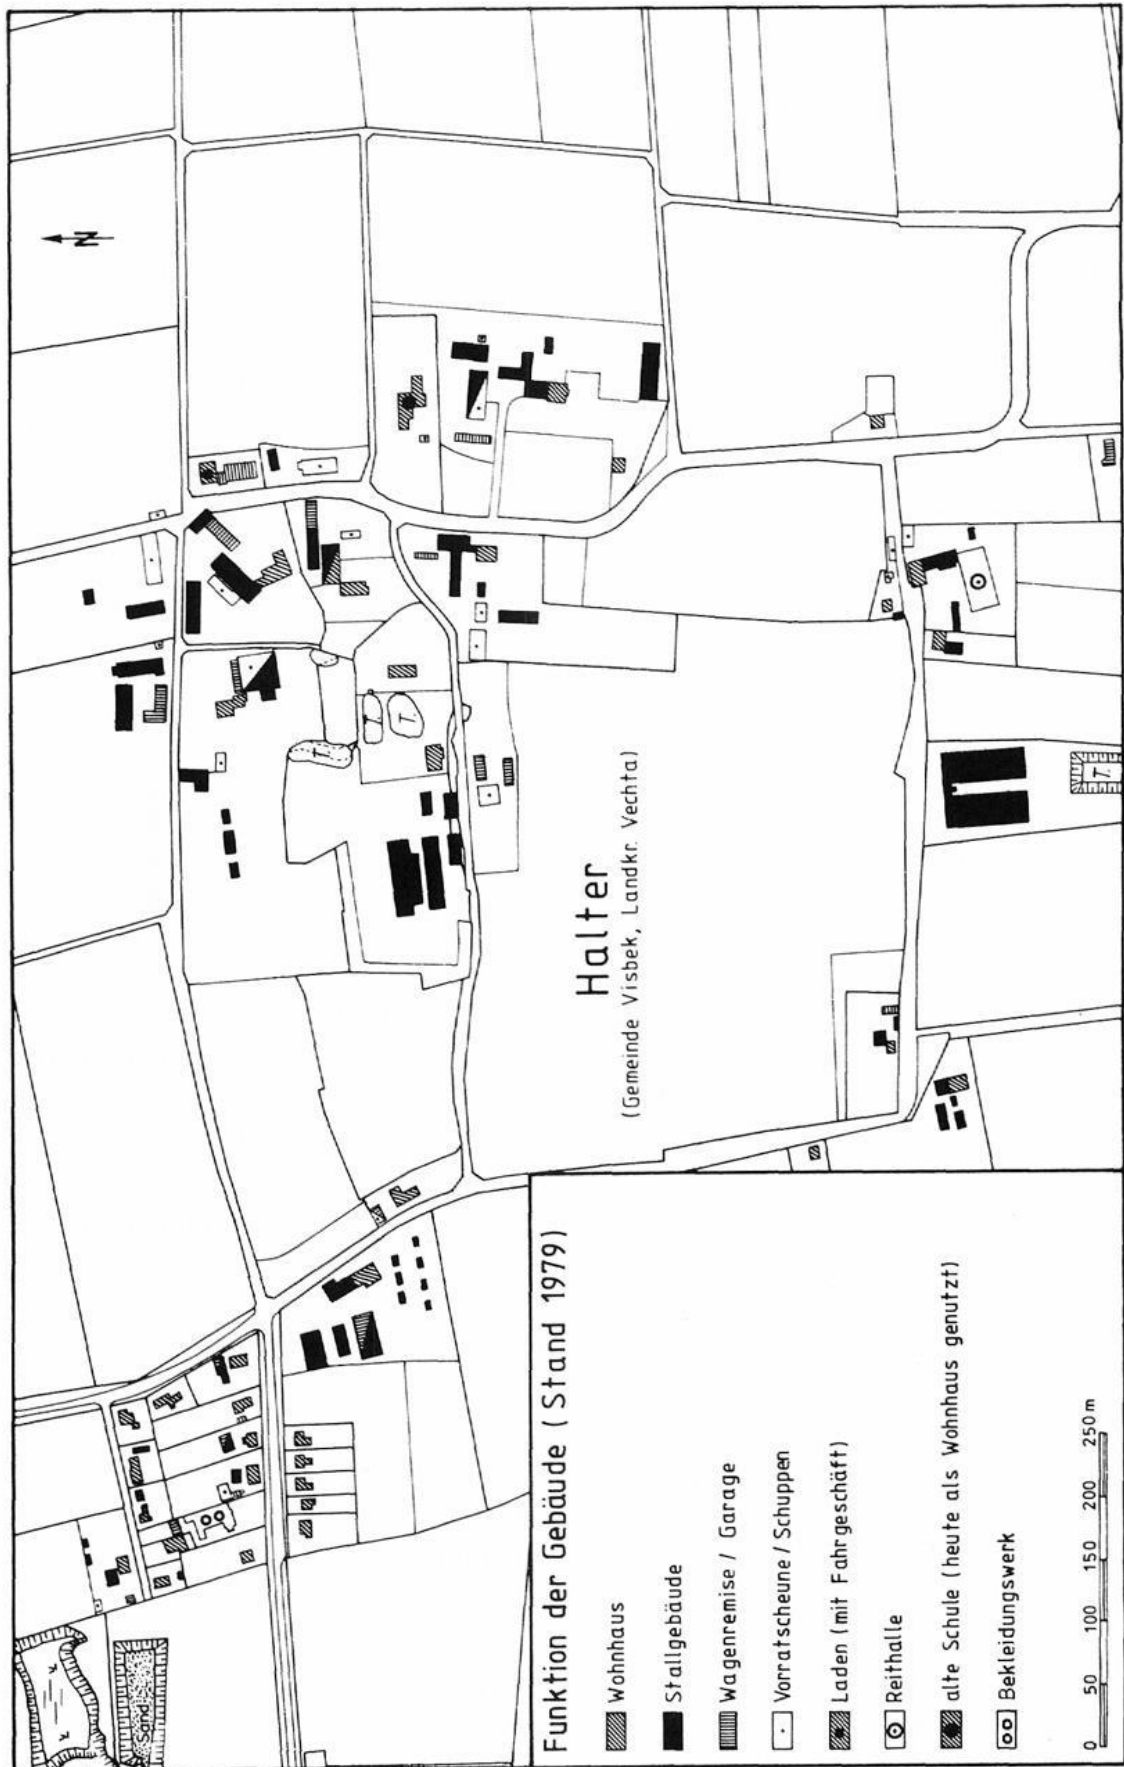 N
Halter
(Gemeinde Visbek, Landkr. Vechta)
T.
T.
T.
T.
Sand
Funktion der Gebäude (Stand 1979)
Wohnhaus
Stallgebäude
Wagenremise / Garage
Vorratscheune / Schuppen
Laden (mit Fahrgeschäft)
Reithalle
alte Schule (heute als Wohnhaus genutzt)
Bekleidungswerk
0 50 100 150 200 250 m